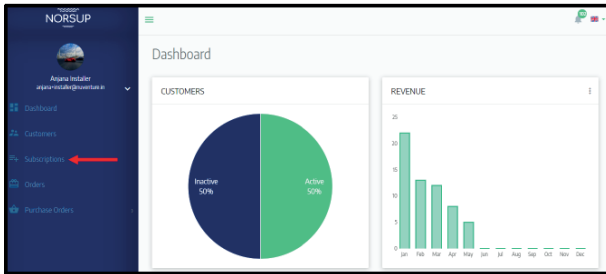 NORSUP
Anjana Installer
anjana+installer@nuventure.in
Dashboard
Customers
Subscriptions
Orders
Purchase Orders
Dashboard
CUSTOMERS
Inactive
50%
Active
50%
REVENUE
25
20
15
10
5
0
Jan Feb Mar Apr May Jun Jul Aug Sep Oct Nov Dec